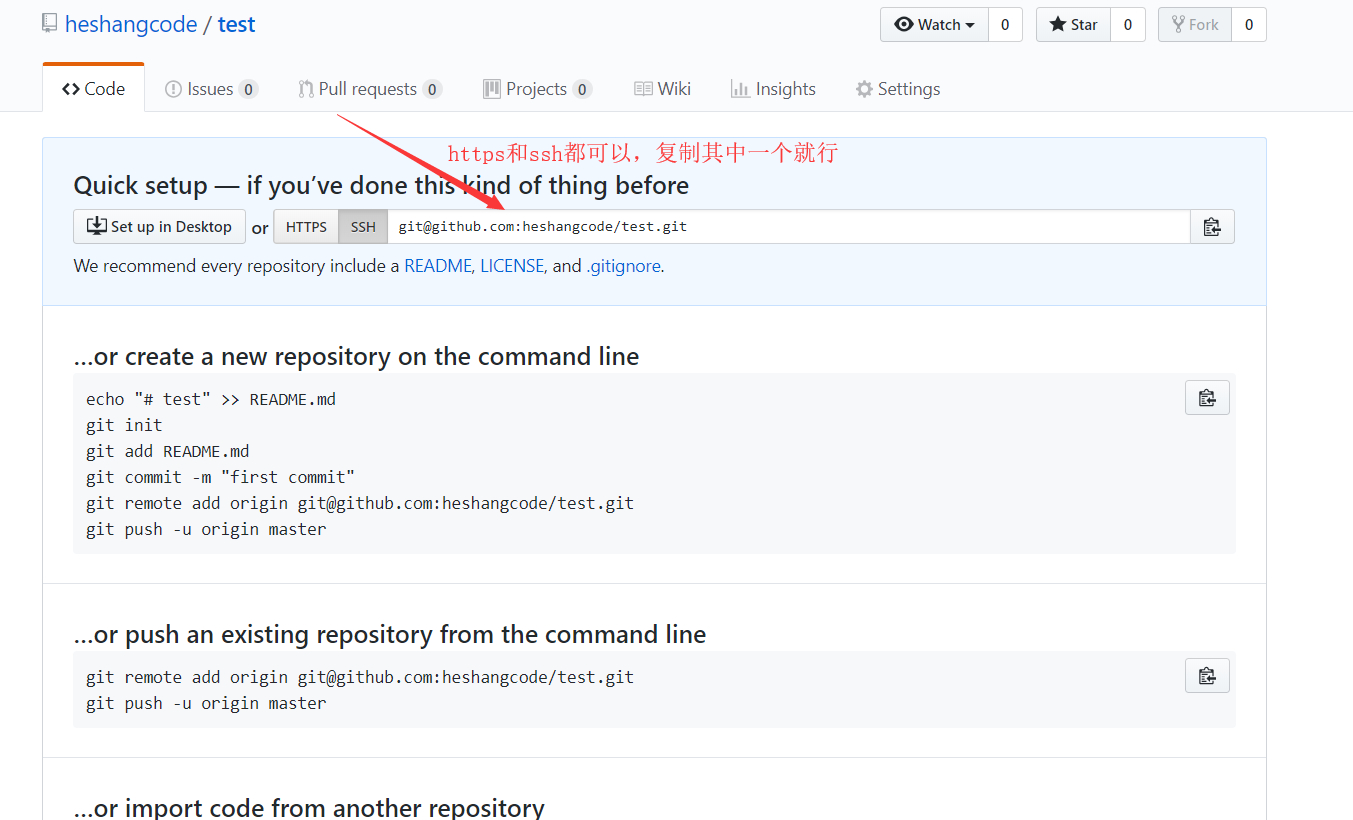 heshangcode / test
Watch 0 Star 0 Fork 0
Code Issues 0 Pull requests 0 Projects 0 Wiki Insights Settings
https和ssh都可以，复制其中一个就行
Quick setup — if you’ve done this kind of thing before
Set up in Desktop or HTTPS SSH git@github.com:heshangcode/test.git
We recommend every repository include a README, LICENSE, and .gitignore.
…or create a new repository on the command line
echo "# test" >> README.md
git init
git add README.md
git commit -m "first commit"
git remote add origin git@github.com:heshangcode/test.git
git push -u origin master
…or push an existing repository from the command line
git remote add origin git@github.com:heshangcode/test.git
git push -u origin master
…or import code from another repository